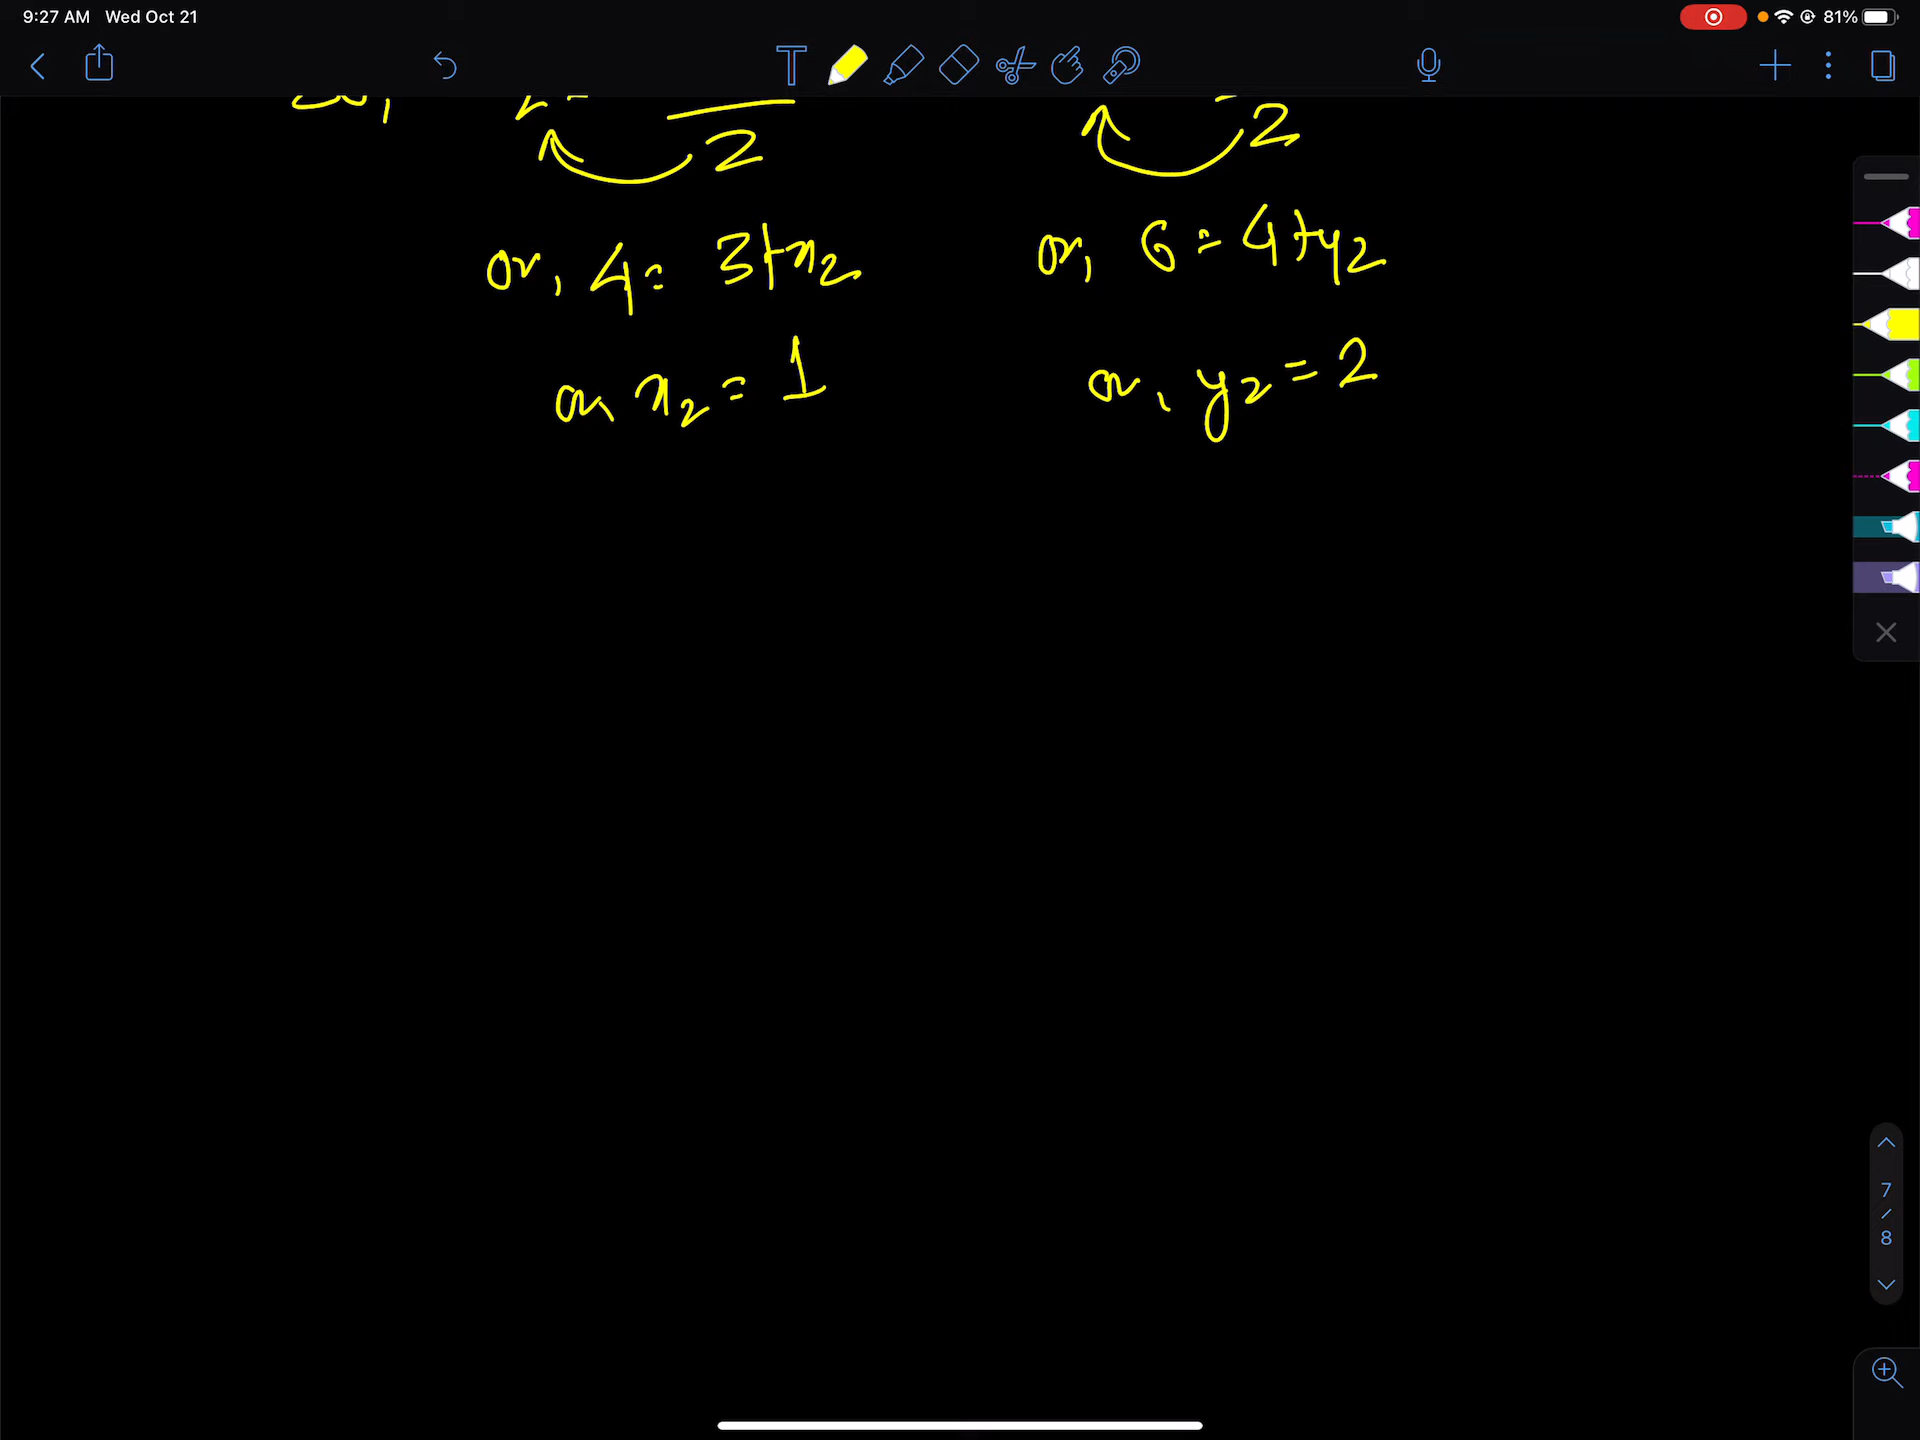 9:27 AM Wed Oct 21
81%
2 2
or, 4 = 3+x2 or, 6 = 4+y2
or, x2 = 1 or, y2 = 2
7
/
8